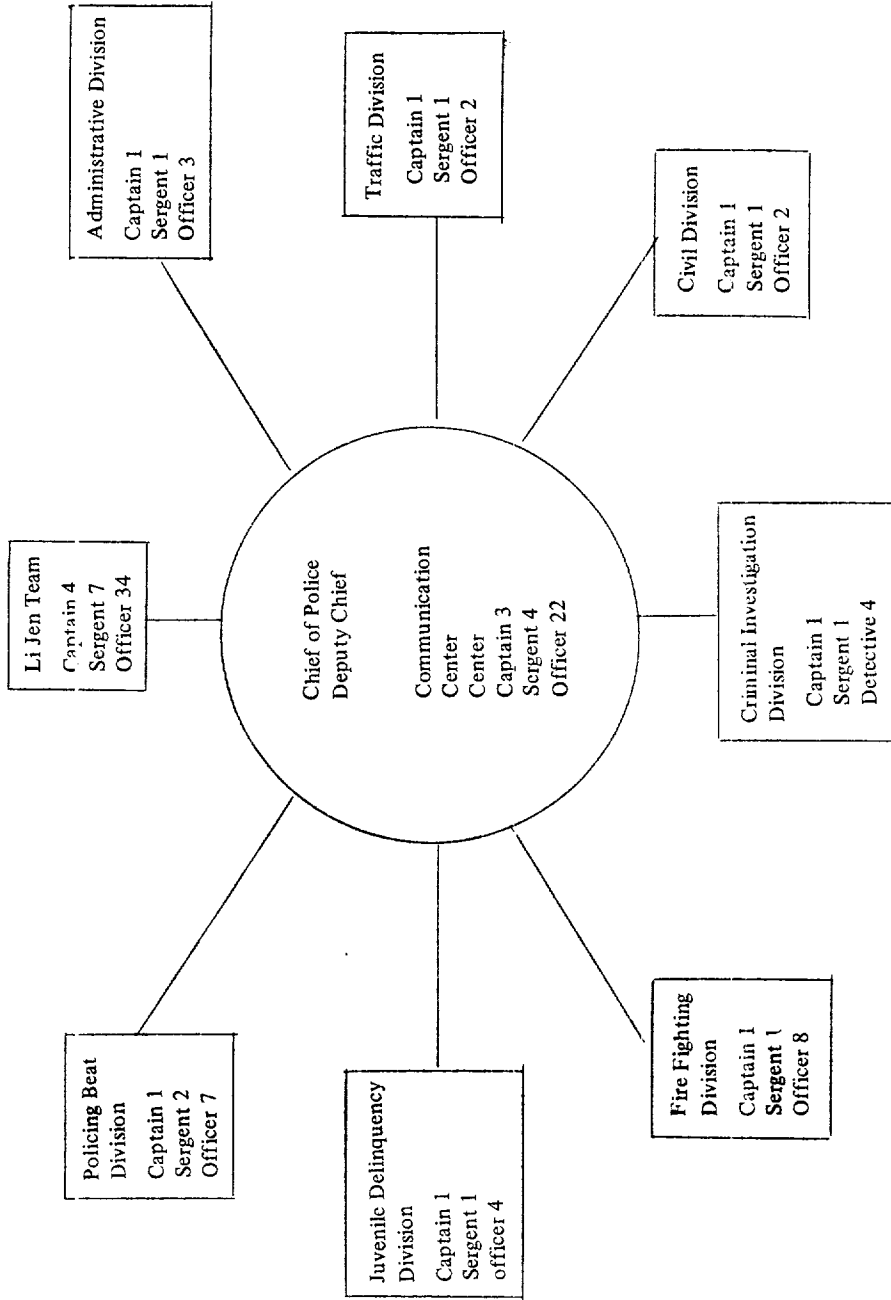 Li Jen Team
Captain 4
Sergent 7
Officer 34
Administrative Division
Captain 1
Sergent 1
Officer 3
Traffic Division
Captain 1
Sergent 1
Officer 2
Civil Division
Captain 1
Sergent 1
Officer 2
Criminal Investigation
Division
Captain 1
Sergent 1
Detective 4
Fire Fighting
Division
Captain 1
Sergent 1
Officer 8
Juvenile Delinquency
Division
Captain 1
Sergent 1
officer 4
Policing Beat
Division
Captain 1
Sergent 2
Officer 7
Chief of Police
Deputy Chief
Communication
Center
Center
Captain 3
Sergent 4
Officer 22